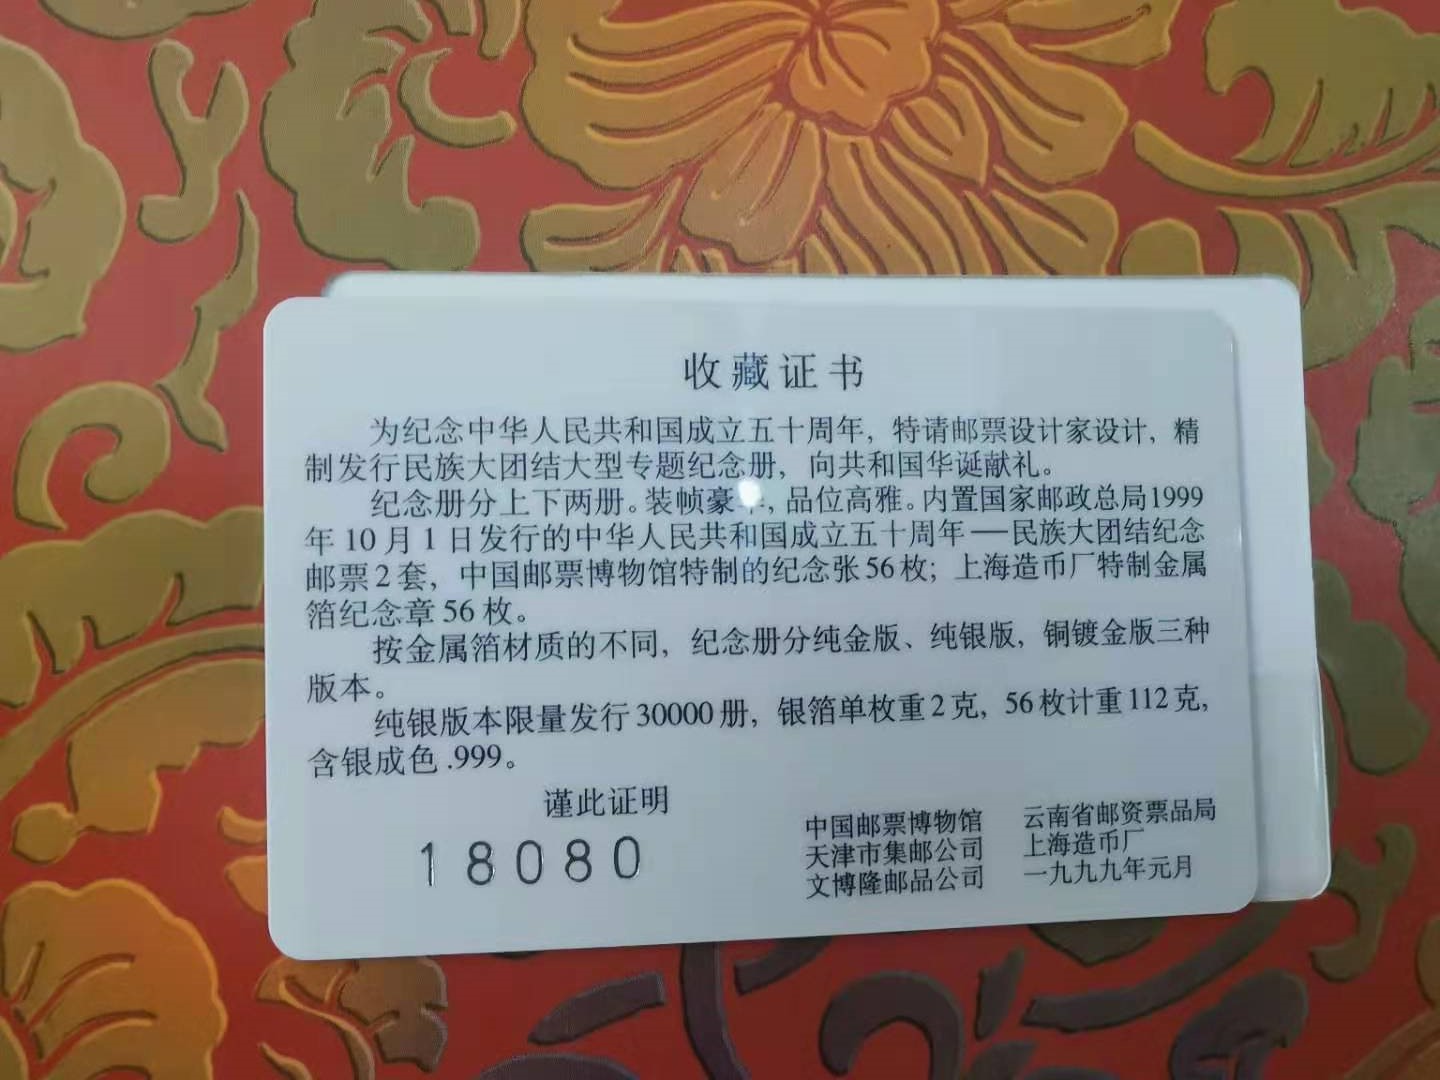 收藏证书
为纪念中华人民共和国成立五十周年，特请邮票设计家设计，精
制发行民族大团结大型专题纪念册，向共和国华诞献礼。
纪念册分上下两册。装帧豪，品位高雅。内置国家邮政总局1999
年10月1日发行的中华人民共和国成立五十周年—民族大团结纪念
邮票2套，中国邮票博物馆特制的纪念张56枚；上海造币厂特制金属
箔纪念章56枚。
按金属箔材质的不同，纪念册分纯金版、纯银版，铜镀金版三种
版本。
纯银版本限量发行30000册，银箔单枚重2克，56枚计重112克，
含银成色.999。
谨此证明
18080
中国邮票博物馆 云南省邮资票品局
天津市集邮公司 上海造币厂
文博隆邮品公司 一九九九年元月